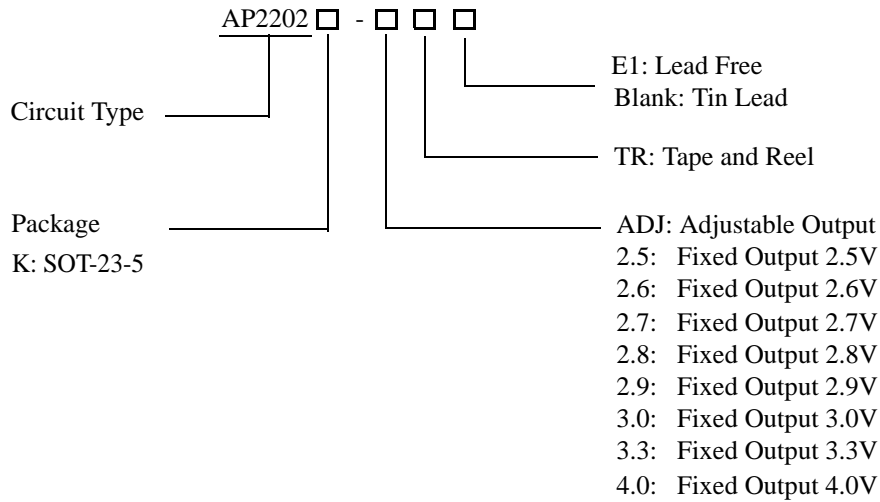 AP2202 -
E1: Lead Free
Blank: Tin Lead
Circuit Type
TR: Tape and Reel
Package
K: SOT-23-5
ADJ: Adjustable Output
2.5: Fixed Output 2.5V
2.6: Fixed Output 2.6V
2.7: Fixed Output 2.7V
2.8: Fixed Output 2.8V
2.9: Fixed Output 2.9V
3.0: Fixed Output 3.0V
3.3: Fixed Output 3.3V
4.0: Fixed Output 4.0V